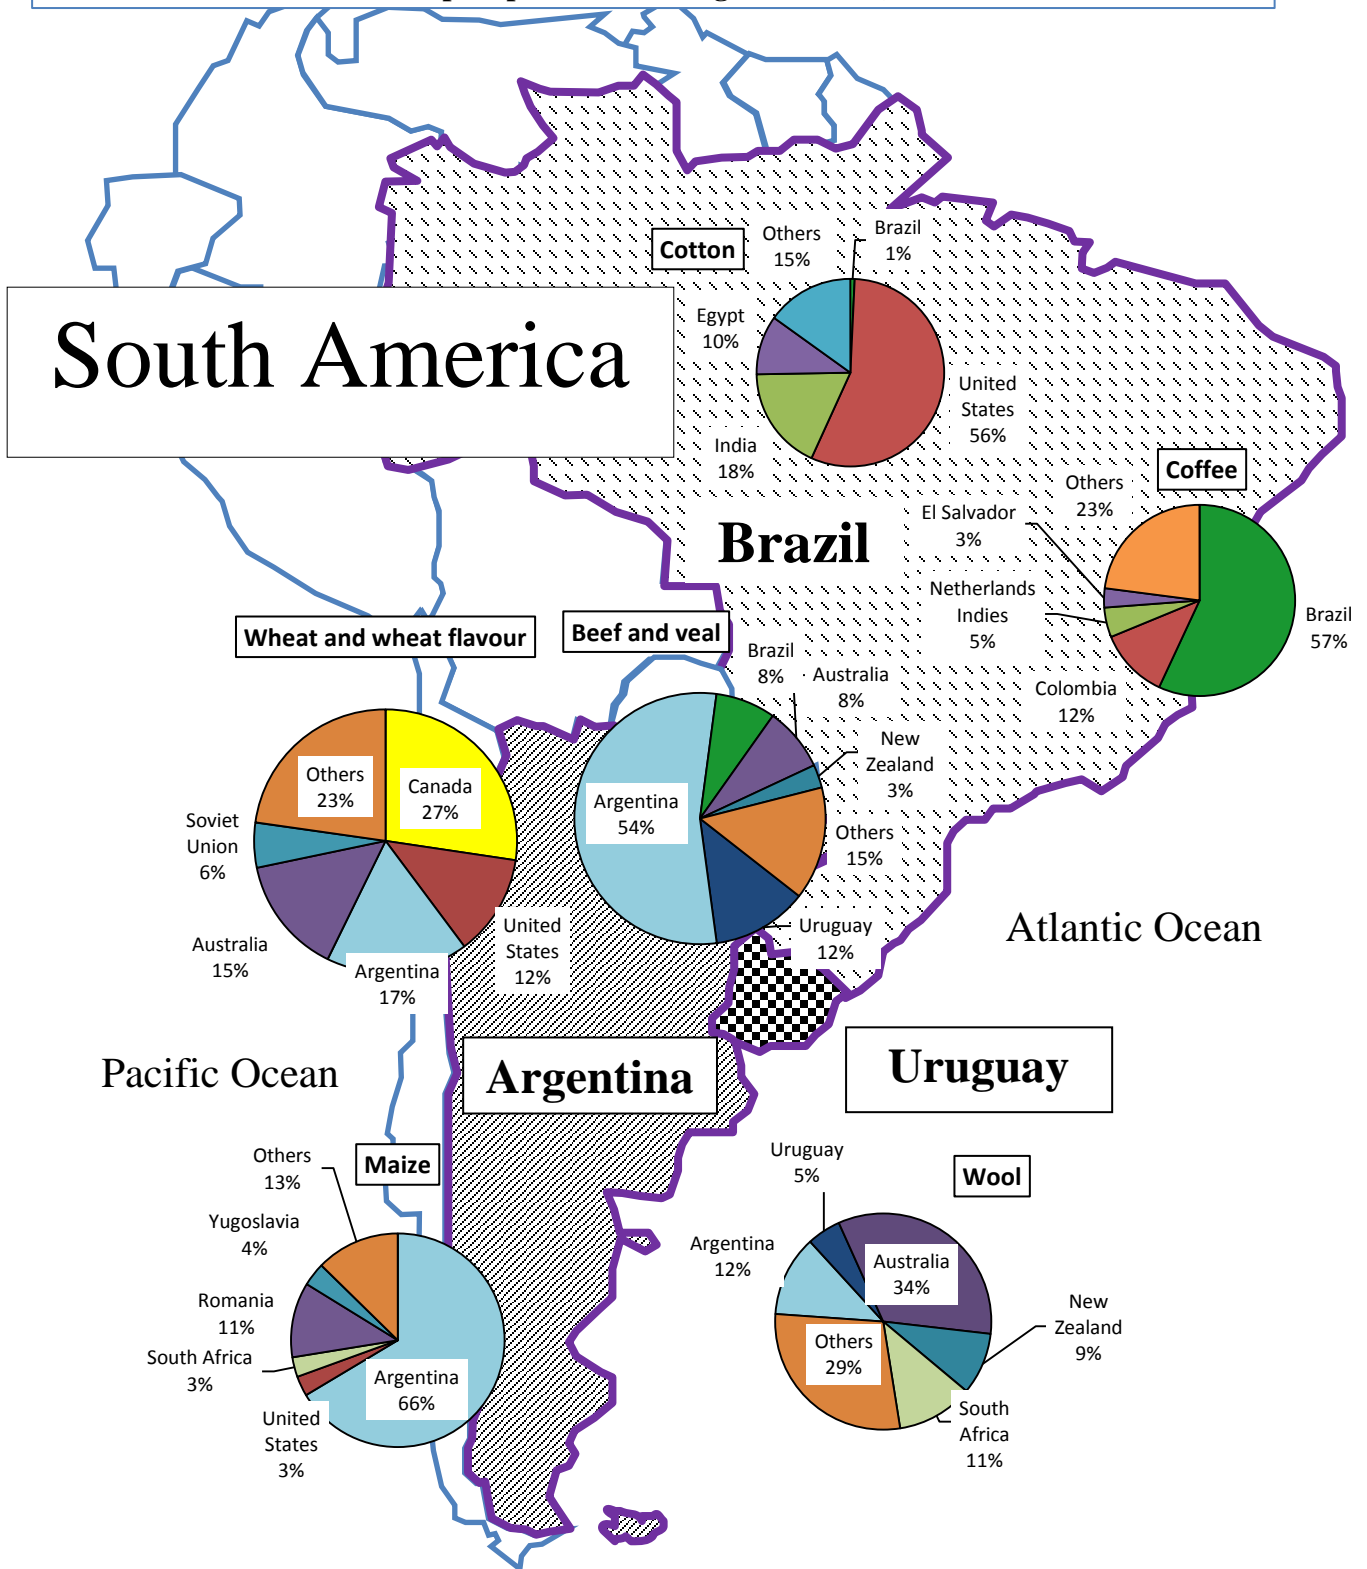 South America
Cotton
Others
15%
Brazil
1%
Egypt
10%
United
States
56%
India
18%
Coffee
Others
23%
El Salvador
3%
Netherlands
Indies
5%
Brazil
57%
Colombia
12%
Brazil
Wheat and wheat flavour
Others
23%
Canada
27%
Soviet
Union
6%
United
States
12%
Australia
15%
Argentina
17%
Beef and veal
Brazil
8%
Australia
8%
New
Zealand
3%
Argentina
54%
Others
15%
Uruguay
12%
Atlantic Ocean
Pacific Ocean
Argentina
Uruguay
Maize
Others
13%
Yugoslavia
4%
Romania
11%
South Africa
3%
Argentina
66%
United
States
3%
Wool
Uruguay
5%
Argentina
12%
Australia
34%
New
Zealand
9%
Others
29%
South
Africa
11%